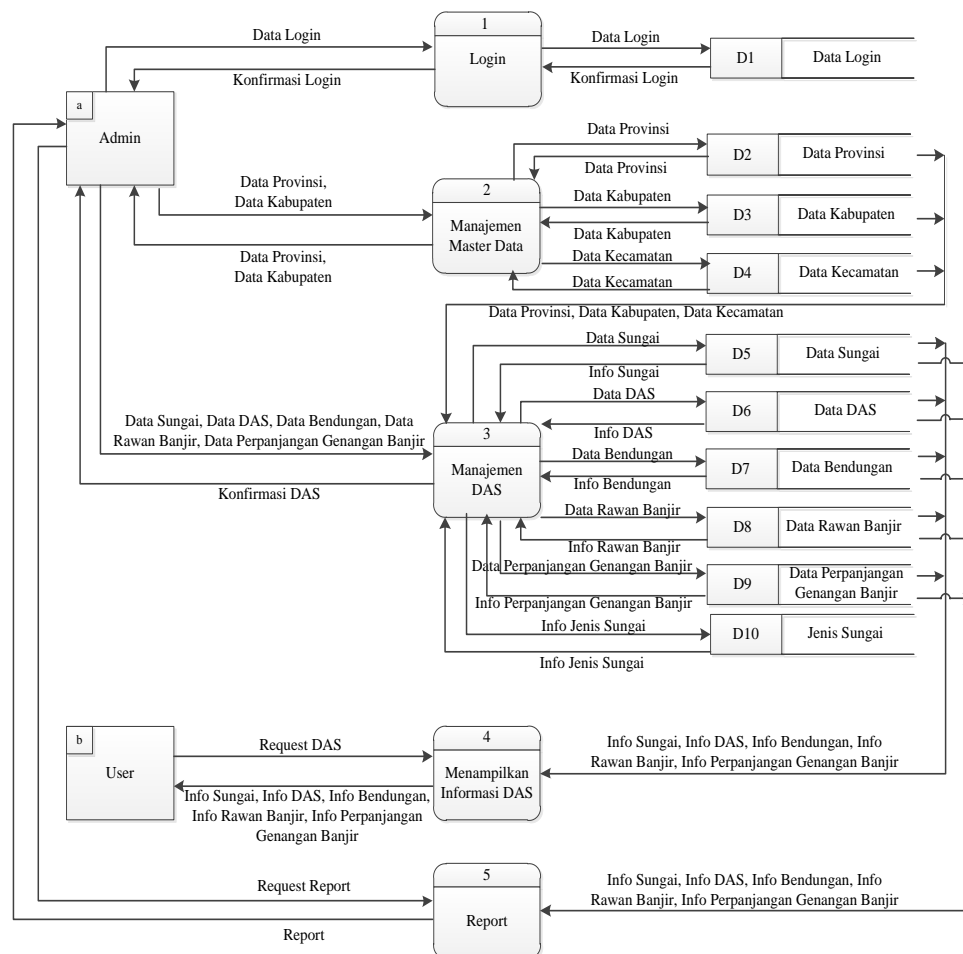 1
Login
Data Login
Konfirmasi Login
Data Login
Konfirmasi Login
D1
Data Login
a
Admin
Data Provinsi,
Data Kabupaten
Data Provinsi,
Data Kabupaten
2
Manajemen
Master Data
Data Provinsi
Data Provinsi
D2
Data Provinsi
Data Kabupaten
Data Kabupaten
D3
Data Kabupaten
Data Kecamatan
Data Kecamatan
D4
Data Kecamatan
Data Provinsi, Data Kabupaten, Data Kecamatan
Data Sungai, Data DAS, Data Bendungan, Data
Rawan Banjir, Data Perpanjangan Genangan Banjir
Konfirmasi DAS
3
Manajemen
DAS
Data Sungai
Info Sungai
D5
Data Sungai
Data DAS
Info DAS
D6
Data DAS
Data Bendungan
Info Bendungan
D7
Data Bendungan
Data Rawan Banjir
Info Rawan Banjir
D8
Data Rawan Banjir
Data Perpanjangan Genangan Banjir
Info Perpanjangan Genangan Banjir
D9
Data Perpanjangan
Genangan Banjir
Info Jenis Sungai
Info Jenis Sungai
D10
Jenis Sungai
b
User
Request DAS
Info Sungai, Info DAS, Info Bendungan,
Info Rawan Banjir, Info Perpanjangan
Genangan Banjir
4
Menampilkan
Informasi DAS
Info Sungai, Info DAS, Info Bendungan, Info
Rawan Banjir, Info Perpanjangan Genangan Banjir
Request Report
Report
5
Report
Info Sungai, Info DAS, Info Bendungan, Info
Rawan Banjir, Info Perpanjangan Genangan Banjir